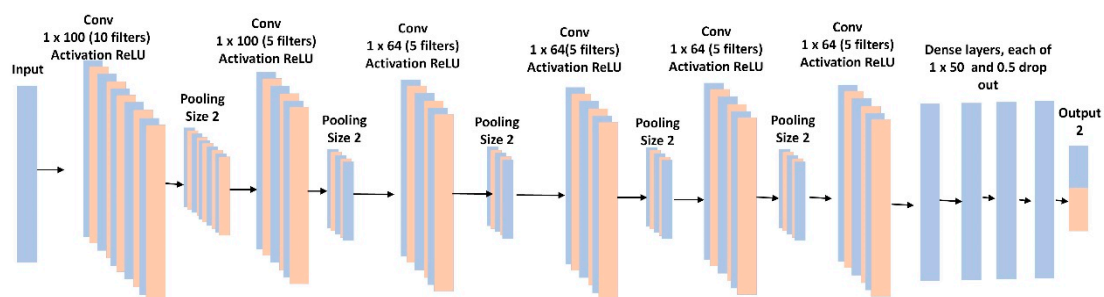 Input
Conv
1 x 100 (10 filters)
Activation ReLU
Pooling
Size 2
Conv
1 x 100 (5 filters)
Activation ReLU
Pooling
Size 2
Conv
1 x 64 (5 filters)
Activation ReLU
Pooling
Size 2
Conv
1 x 64(5 filters)
Activation ReLU
Pooling
Size 2
Conv
1 x 64 (5 filters)
Activation ReLU
Pooling
Size 2
Conv
1 x 64 (5 filters)
Activation ReLU
Dense layers, each of
1 x 50 and 0.5 drop
out
Output
2